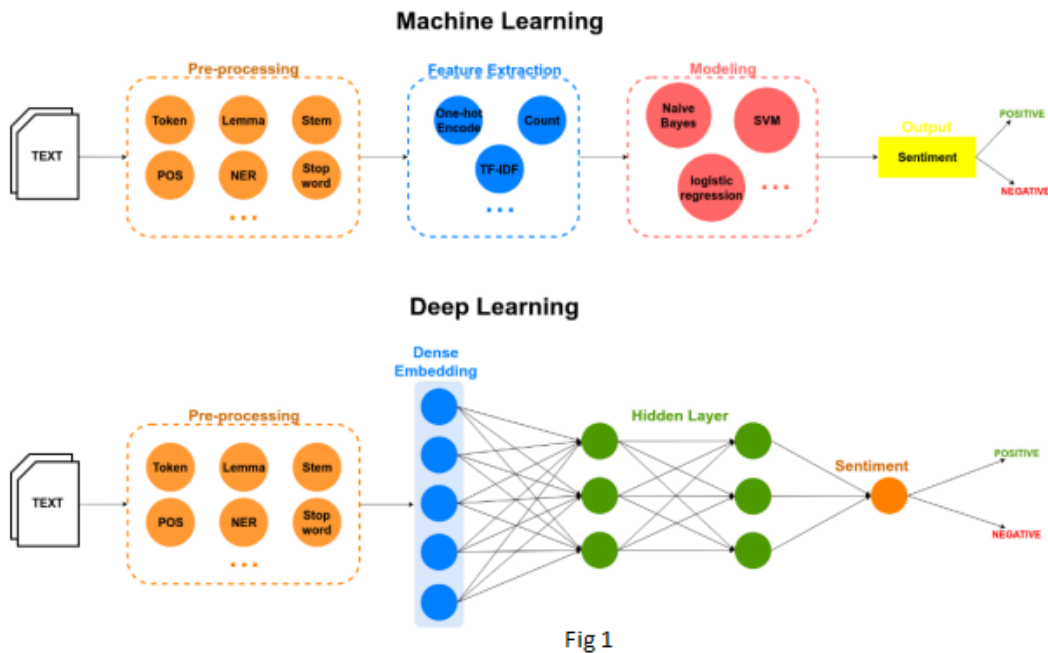 Machine Learning
Pre-processing
Feature Extraction
Modeling
Token
Lemma
Stem
One-hot
Encode
Count
Naive
Bayes
SVM
POSITIVE
Output
TEXT
Sentiment
POS
NER
Stop
word
TF-IDF
logistic
regression
NEGATIVE
...
...
...
Deep Learning
Dense
Embedding
Pre-processing
Hidden Layer
Token
Lemma
Stem
Sentiment
POSITIVE
TEXT
POS
NER
Stop
word
NEGATIVE
...
Fig 1